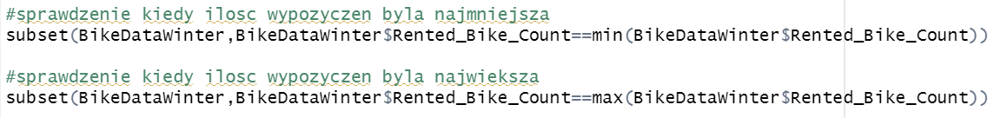 #sprawdzenie kiedy ilosc wypozyczen byla najmniejsza
subset(BikeDataWinter,BikeDataWinter$Rented_Bike_Count==min(BikeDataWinter$Rented_Bike_Count))
#sprawdzenie kiedy ilosc wypozyczen byla najwieksza
subset(BikeDataWinter,BikeDataWinter$Rented_Bike_Count==max(BikeDataWinter$Rented_Bike_Count))